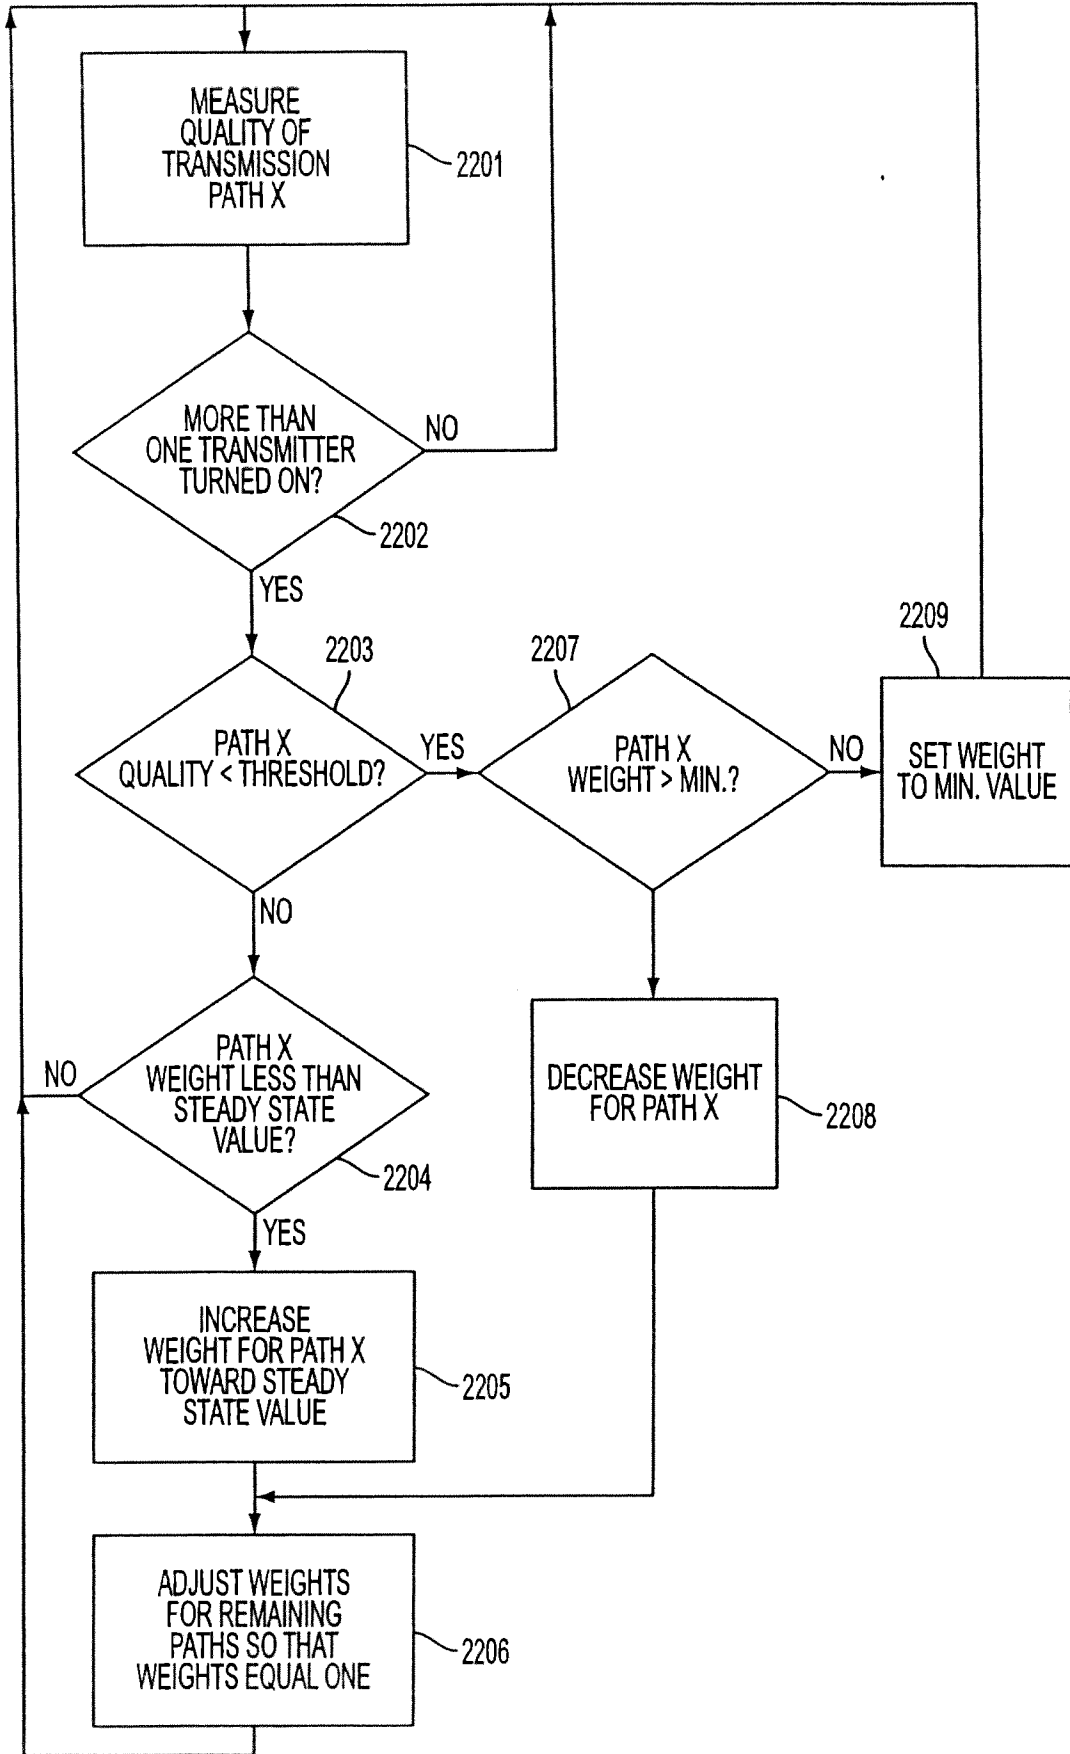 MEASURE
QUALITY OF
TRANSMISSION
PATH X
2201
MORE THAN
ONE TRANSMITTER
TURNED ON?
NO
2202
YES
2203
PATH X
QUALITY < THRESHOLD?
YES
2207
PATH X
WEIGHT > MIN.?
NO
2209
SET WEIGHT
TO MIN. VALUE
NO
PATH X
WEIGHT LESS THAN
STEADY STATE
VALUE?
NO
2204
YES
DECREASE WEIGHT
FOR PATH X
2208
INCREASE
WEIGHT FOR PATH X
TOWARD STEADY
STATE VALUE
2205
ADJUST WEIGHTS
FOR REMAINING
PATHS SO THAT
WEIGHTS EQUAL ONE
2206